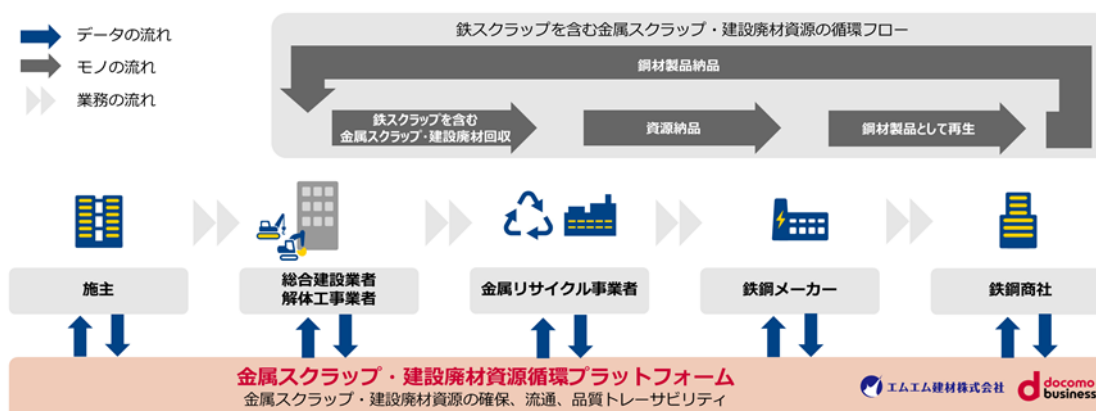 データの流れ
モノの流れ
業務の流れ
鉄スクラップを含む金属スクラップ・建設廃材資源の循環フロー
鋼材製品納品
鉄スクラップを含む
金属スクラップ・建設廃材回収
資源納品
鋼材製品として再生
施主
総合建設業者
解体工事業者
金属リサイクル事業者
鉄鋼メーカー
鉄鋼商社
金属スクラップ・建設廃材資源循環プラットフォーム
金属スクラップ・建設廃材資源の確保、流通、品質トレーサビリティ
エムエム建材株式会社
docomo
business